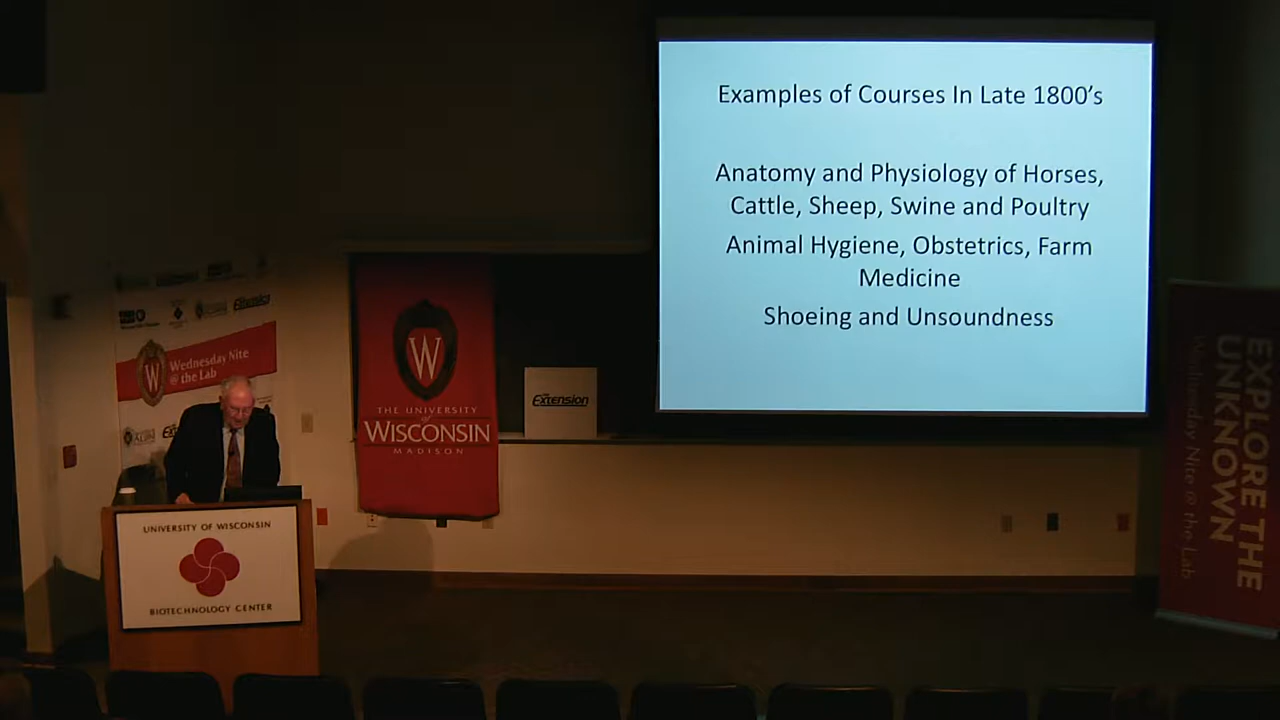 Examples of Courses In Late 1800's
Anatomy and Physiology of Horses,
Cattle, Sheep, Swine and Poultry
Animal Hygiene, Obstetrics, Farm
Medicine
Shoeing and Unsoundness
Extension
Wednesday Nite
@ the Lab
W
THE UNIVERSITY
of
WISCONSIN
MADISON
Extension
UNIVERSITY OF WISCONSIN
BIOTECHNOLOGY CENTER
EXPLORE THE
UNKNOWN
Wednesday Nite @ the Lab